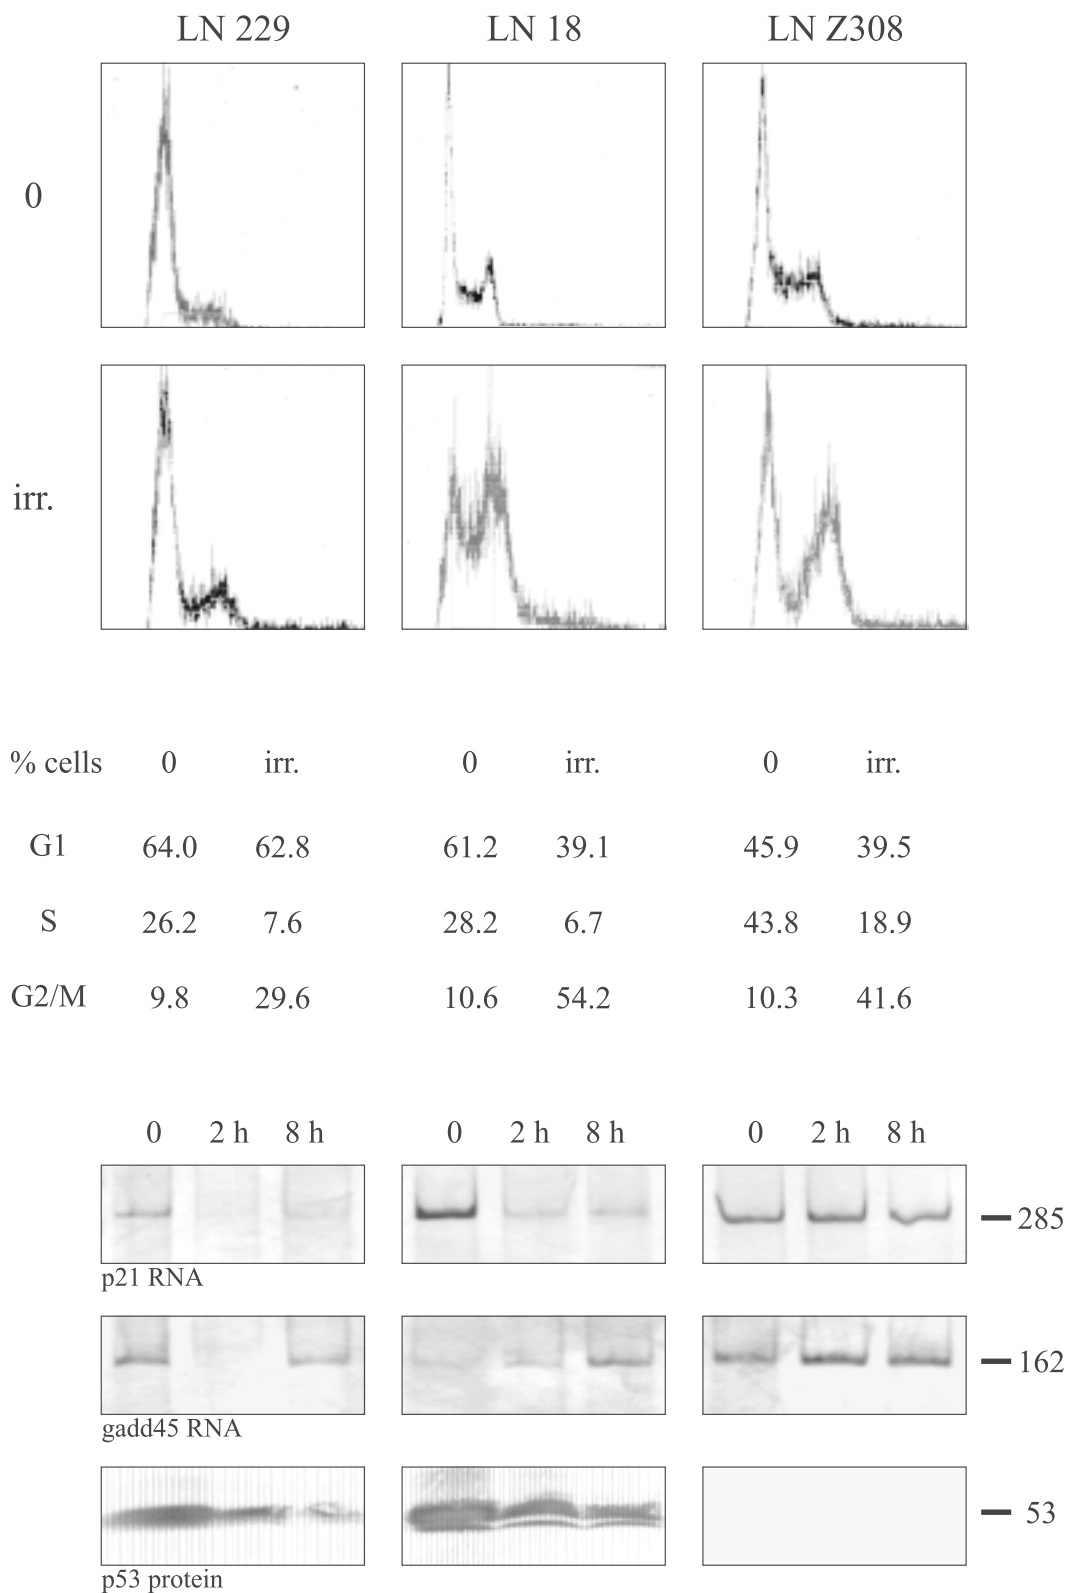 LN 229 LN 18 LN Z308
0
irr.
% cells 0 irr. 0 irr. 0 irr.
G1 64.0 62.8 61.2 39.1 45.9 39.5
S 26.2 7.6 28.2 6.7 43.8 18.9
G2/M 9.8 29.6 10.6 54.2 10.3 41.6
0 2 h 8 h 0 2 h 8 h 0 2 h 8 h
285
p21 RNA
162
gadd45 RNA
53
p53 protein